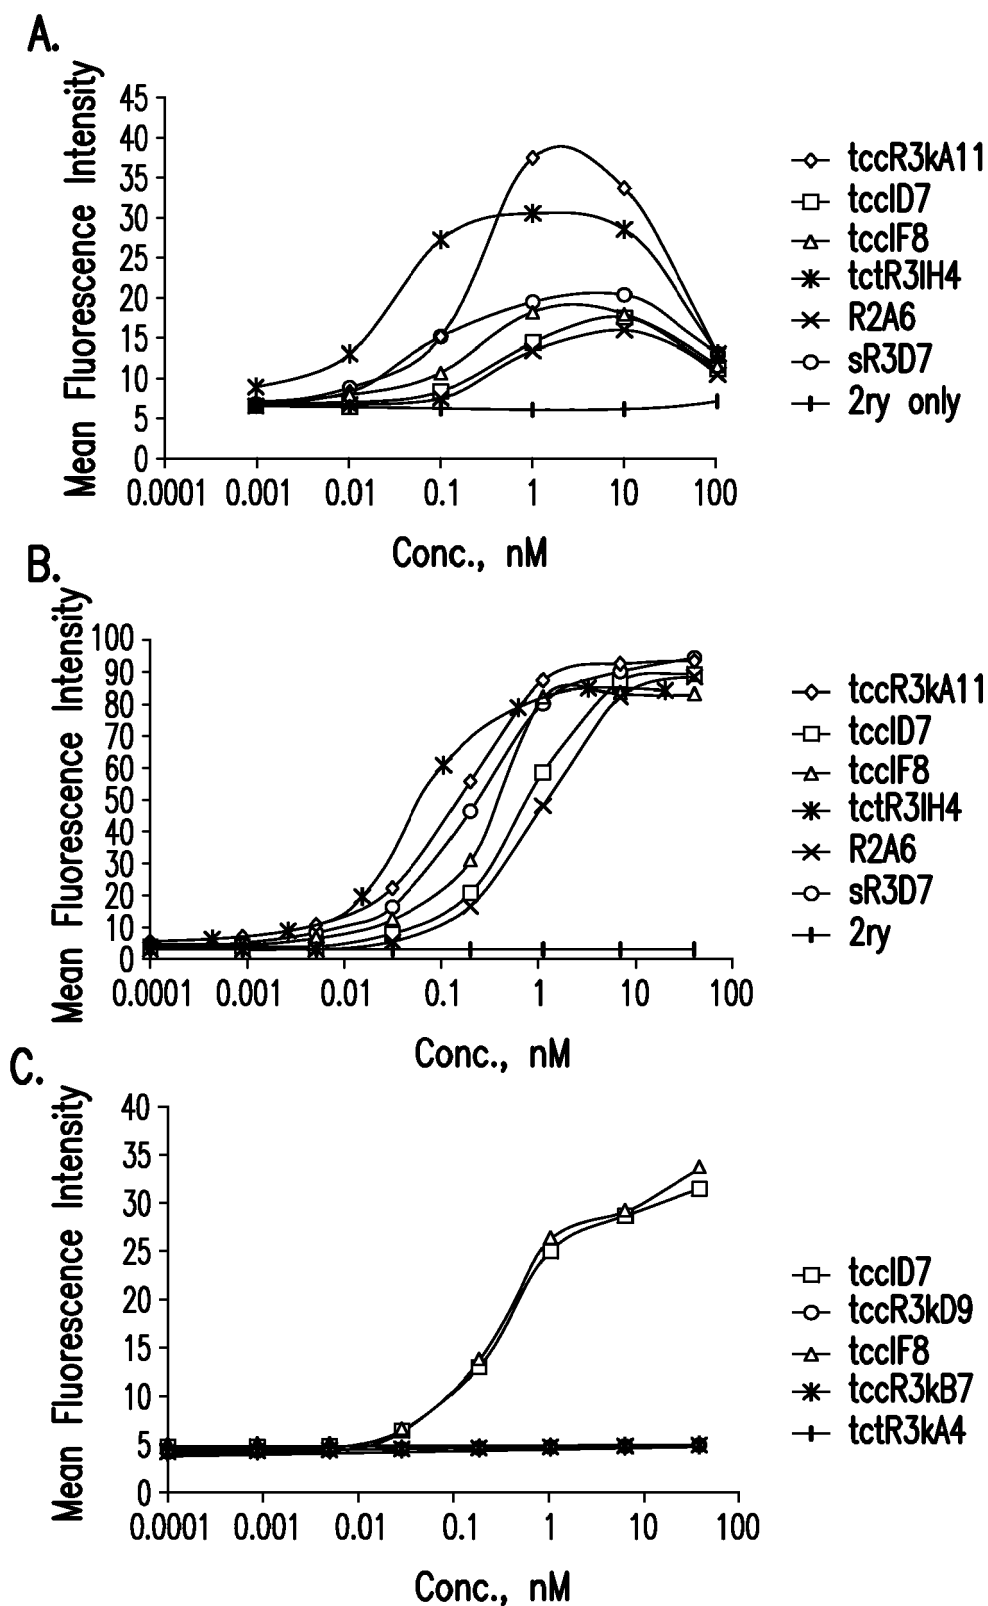 A.
Mean Fluorescence Intensity
45
40
35
30
25
20
15
10
5
0
0.0001 0.001 0.01 0.1 1 10 100
Conc., nM
tccR3kA11
tcclD7
tcclF8
tctR3lH4
R2A6
sR3D7
2ry only
B.
Mean Fluorescence Intensity
100
90
80
70
60
50
40
30
20
10
0
0.0001 0.001 0.01 0.1 1 10 100
Conc., nM
tccR3kA11
tcclD7
tcclF8
tctR3lH4
R2A6
sR3D7
2ry
C.
Mean Fluorescence Intensity
40
35
30
25
20
15
10
5
0
0.0001 0.001 0.01 0.1 1 10 100
Conc., nM
tcclD7
tccR3kD9
tcclF8
tccR3kB7
tctR3kA4